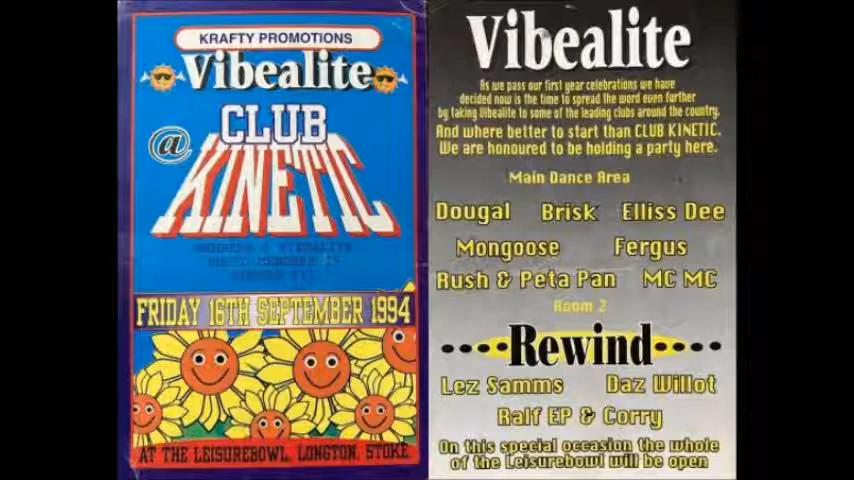 KRAFTY PROMOTIONS
Vibealite
@ CLUB
KINETIC
FRIDAY 16TH SEPTEMBER 1994
AT THE LEISUREBOWL, LONGTON, STOKE
Vibealite
As we pass our first year celebrations we have
decided now is the time to spread the word even further
by taking Vibealite to some of the leading clubs around the country.
And where better to start than CLUB KINETIC.
We are honoured to be holding a party here.
Main Dance Area
Dougal Brisk Elliss Dee
Mongoose Fergus
Rush & Peta Pan MC MC
Room 2
Rewind
Lez Samms Daz Willot
Ralf EP & Corry
On this special occasion the whole
of the Leisurebowl will be open